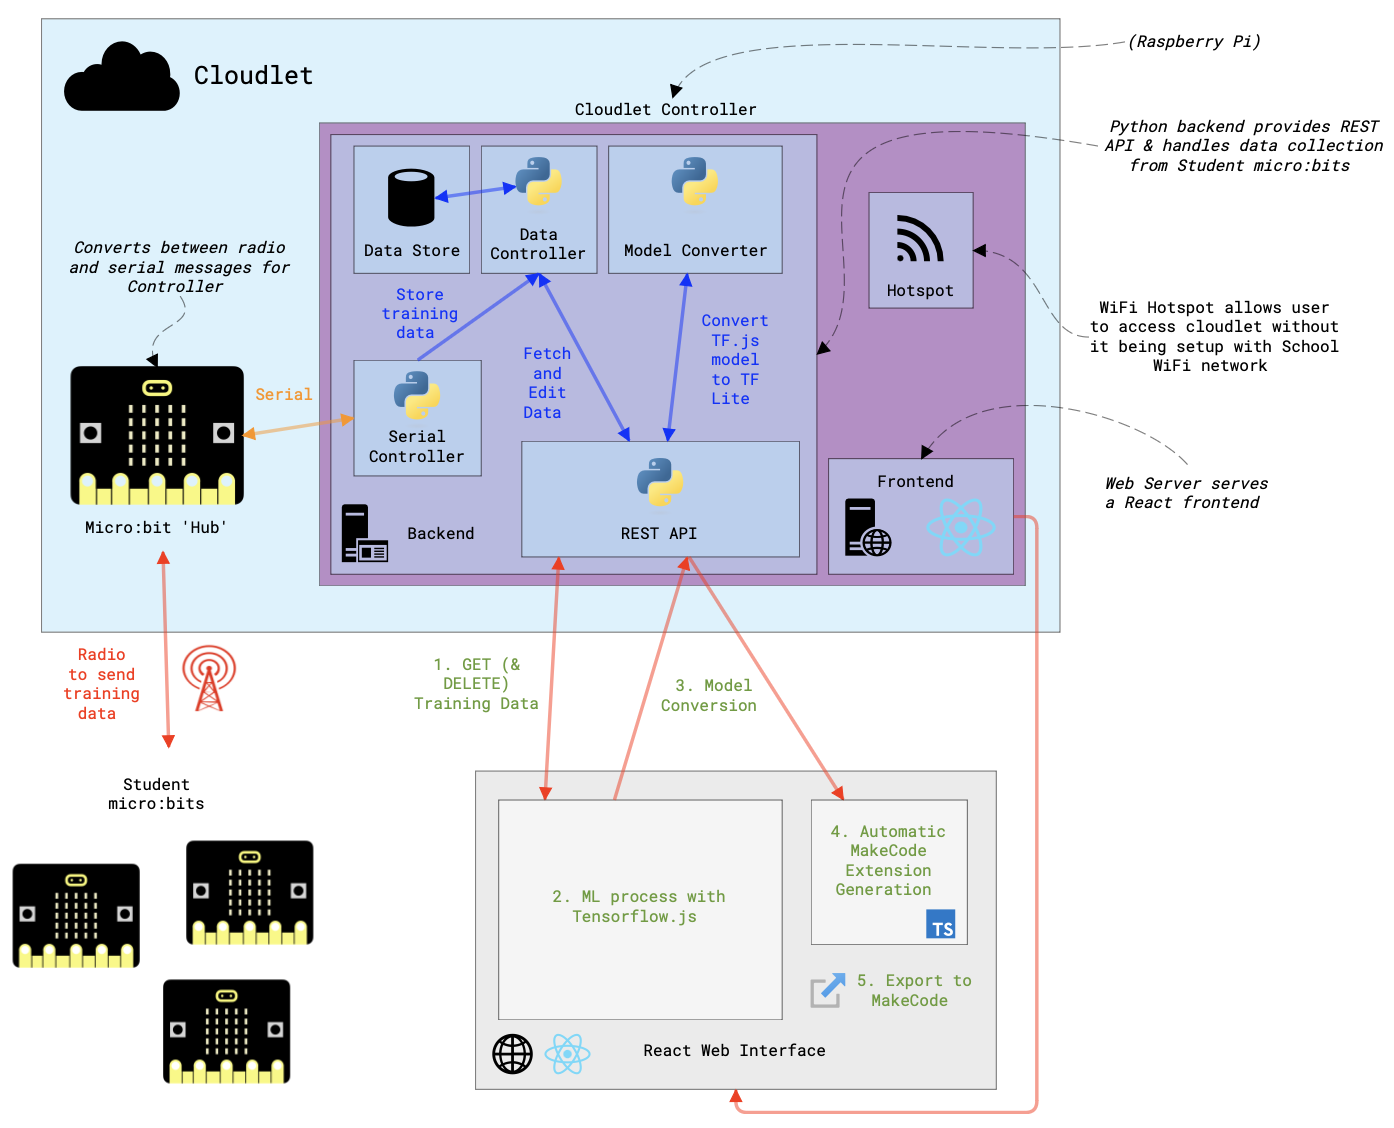 Cloudlet
(Raspberry Pi)
Cloudlet Controller
Python backend provides REST
API & handles data collection
from Student micro:bits
Data Store
Data
Controller
Model Converter
Hotspot
Converts between radio
and serial messages for
Controller
Store
training
data
Fetch
and
Edit
Data
Convert
TF.js
model
to TF
Lite
WiFi Hotspot allows user
to access cloudlet without
it being setup with School
WiFi network
Serial
Serial
Controller
Micro:bit 'Hub'
Backend
REST API
Frontend
Web Server serves
a React frontend
Radio
to send
training
data
1. GET (&
DELETE)
Training Data
3. Model
Conversion
Student
micro:bits
2. ML process with
Tensorflow.js
4. Automatic
MakeCode
Extension
Generation
TS
5. Export to
MakeCode
React Web Interface